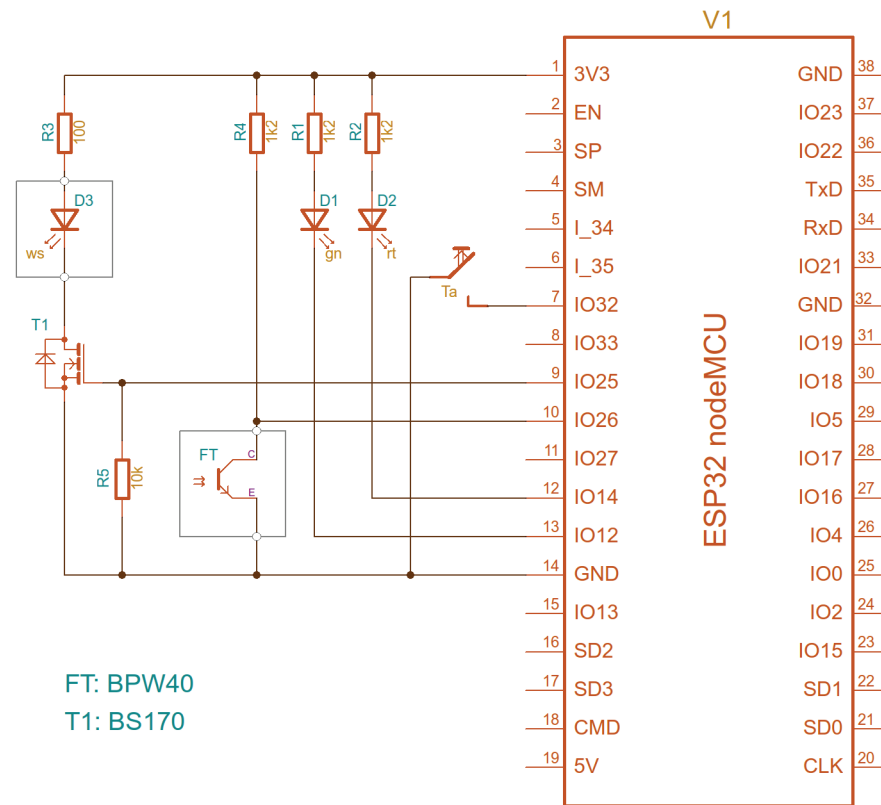 V1
1 3V3 GND 38
2 EN IO23 37
3 SP IO22 36
4 SM TxD 35
5 I_34 RxD 34
6 I_35 IO21 33
7 IO32 GND 32
8 IO33 IO19 31
9 IO25 IO18 30
10 IO26 IO5 29
11 IO27 IO17 28
12 IO14 IO16 27
13 IO12 IO4 26
14 GND IO0 25
15 IO13 IO2 24
16 SD2 IO15 23
17 SD3 SD1 22
18 CMD SD0 21
19 5V CLK 20
ESP32 nodeMCU
R3 100
R4 1k2
R1 1k2
R2 1k2
D3
ws
D1
gn
D2
rt
Ta
T1
R5 10k
FT
C
E
FT: BPW40
T1: BS170